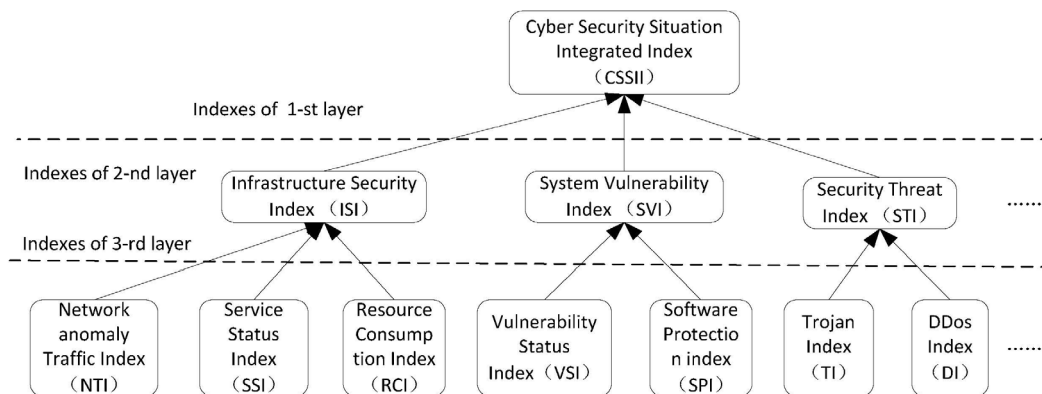 Cyber Security Situation
Integrated Index
（CSSII）
Indexes of 1-st layer
Indexes of 2-nd layer
Infrastructure Security
Index（ISI）
System Vulnerability
Index（SVI）
Security Threat
Index（STI）
......
Indexes of 3-rd layer
Network
anomaly
Traffic Index
（NTI）
Service
Status
Index
（SSI）
Resource
Consump
tion Index
（RCI）
Vulnerability
Status
Index（VSI）
Software
Protectio
n index
（SPI）
Trojan
Index
（TI）
DDos
Index
（DI）
......